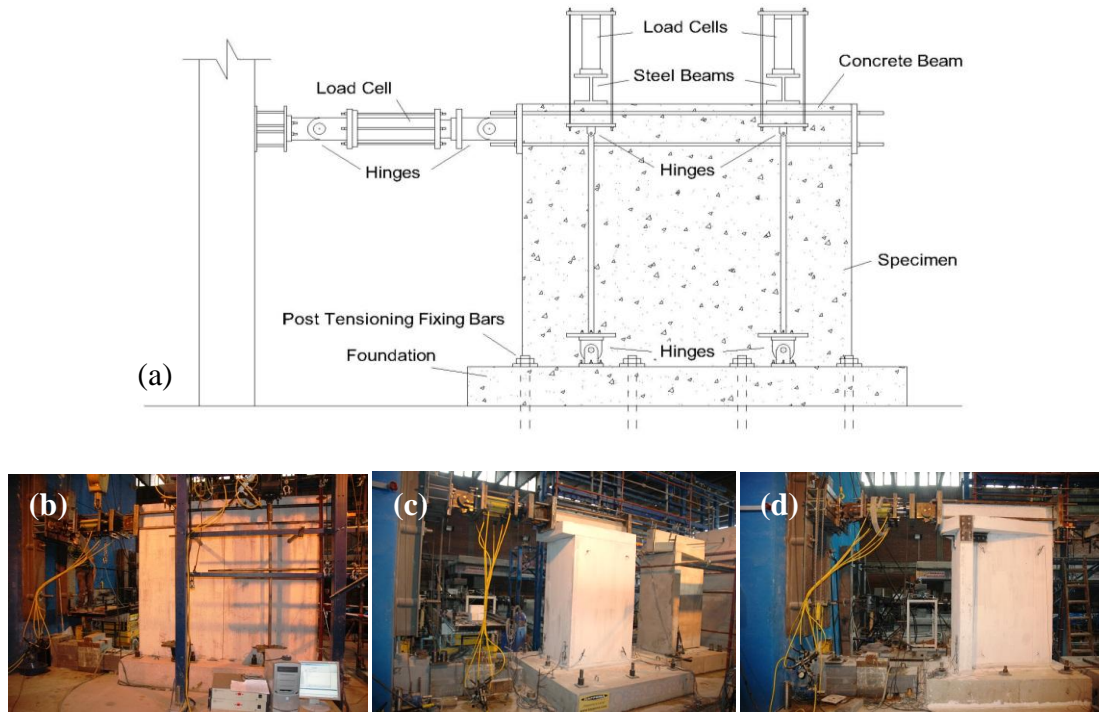 Load Cells
Concrete Beam
Steel Beams
Load Cell
Hinges
Hinges
Specimen
Post Tensioning Fixing Bars
Hinges
Foundation
(a)
(b)
(c)
(d)